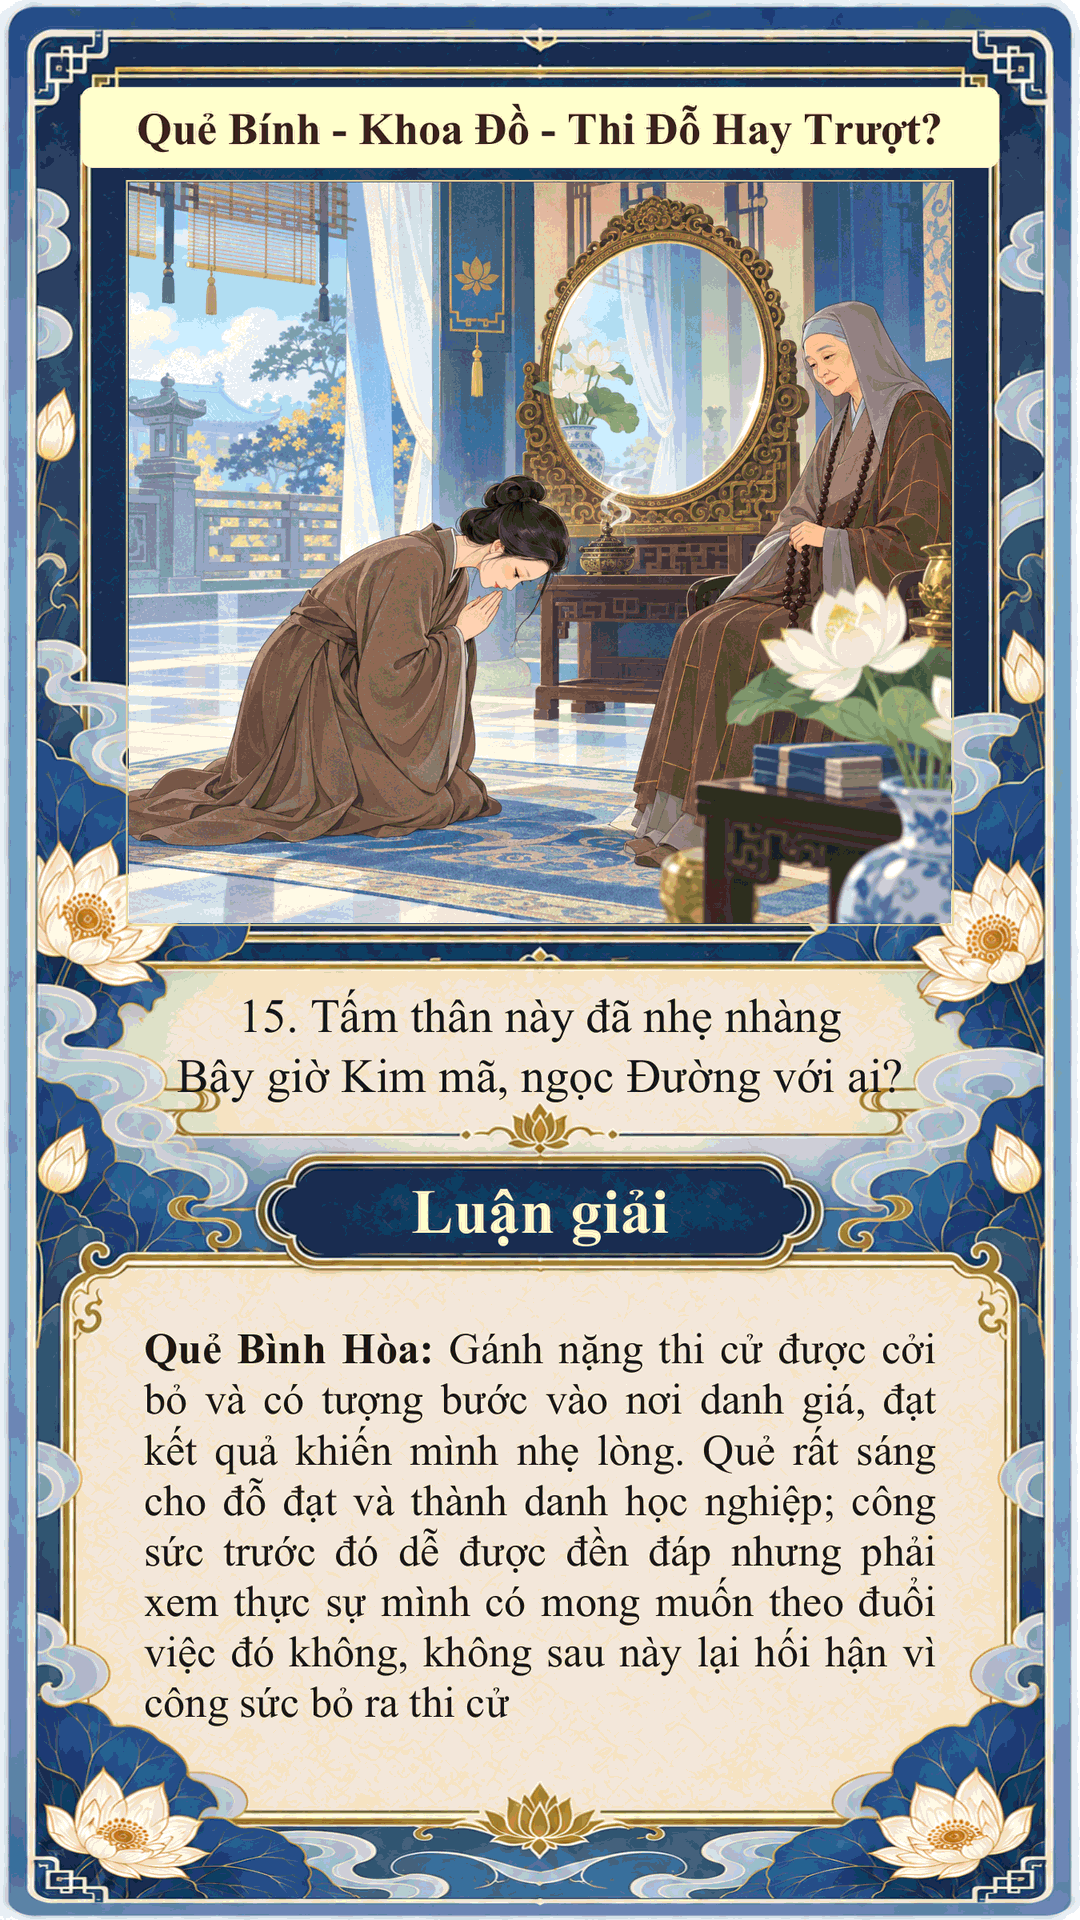 Quẻ Bính - Khoa Đồ - Thi Đỗ Hay Trượt?
15. Tấm thân này đã nhẹ nhàng
Bây giờ Kim mã, ngọc Đường với ai?
Luận giải
Quẻ Bình Hòa: Gánh nặng thi cử được cởi
bỏ và có tượng bước vào nơi danh giá, đạt
kết quả khiến mình nhẹ lòng. Quẻ rất sáng
cho đỗ đạt và thành danh học nghiệp; công
sức trước đó dễ được đền đáp nhưng phải
xem thực sự mình có mong muốn theo đuổi
việc đó không, không sau này lại hối hận vì
công sức bỏ ra thi cử